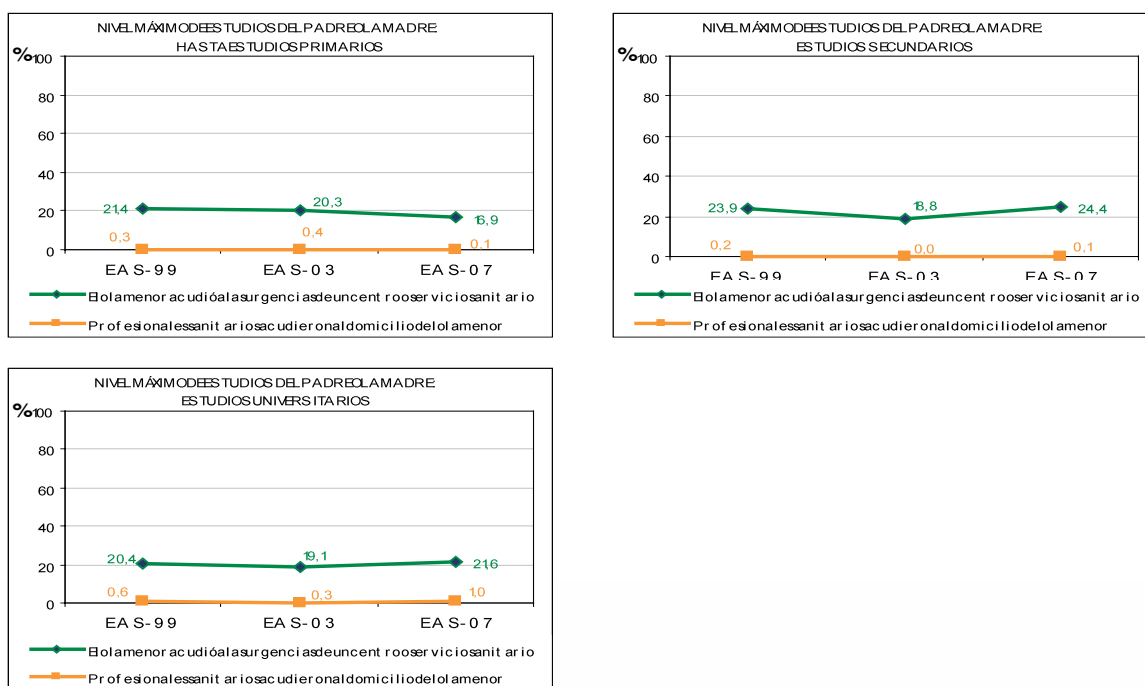 NIVEL MÁXIMO DE ESTUDIOS DEL PADRE O LA MADRE:
HASTA ESTUDIOS PRIMARIOS
%
100
80
60
40
20
0
21,4
20,3
16,9
0,3
0,4
0,1
EAS-99 EAS-03 EAS-07
El o la menor acudió a las urgencias de un centro o servicio sanitario
Profesionales sanitarios acudieron al domicilio del o la menor
NIVEL MÁXIMO DE ESTUDIOS DEL PADRE O LA MADRE:
ESTUDIOS SECUNDARIOS
%
100
80
60
40
20
0
23,9
18,8
24,4
0,2
0,0
0,1
EAS-99 EAS-03 EAS-07
El o la menor acudió a las urgencias de un centro o servicio sanitario
Profesionales sanitarios acudieron al domicilio del o la menor
NIVEL MÁXIMO DE ESTUDIOS DEL PADRE O LA MADRE:
ESTUDIOS UNIVERSITARIOS
%
100
80
60
40
20
0
20,4
19,1
21,6
0,6
0,3
1,0
EAS-99 EAS-03 EAS-07
El o la menor acudió a las urgencias de un centro o servicio sanitario
Profesionales sanitarios acudieron al domicilio del o la menor